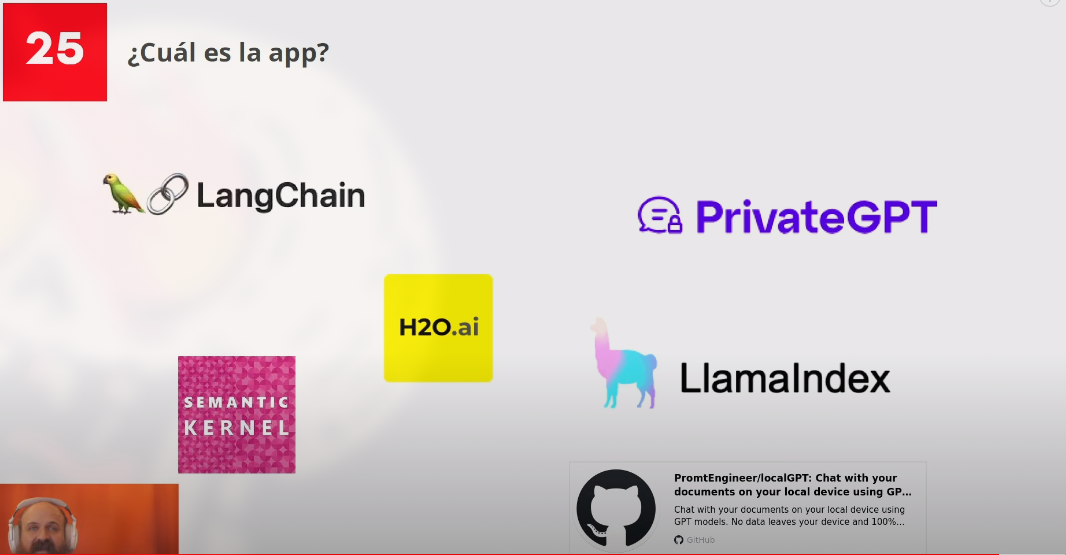 25
¿Cuál es la app?
LangChain
PrivateGPT
H2O.ai
LlamaIndex
SEMANTIC
KERNEL
PromtEngineer/localGPT: Chat with your
documents on your local device using GP...
Chat with your documents on your local device using
GPT models. No data leaves your device and 100%...
GitHub